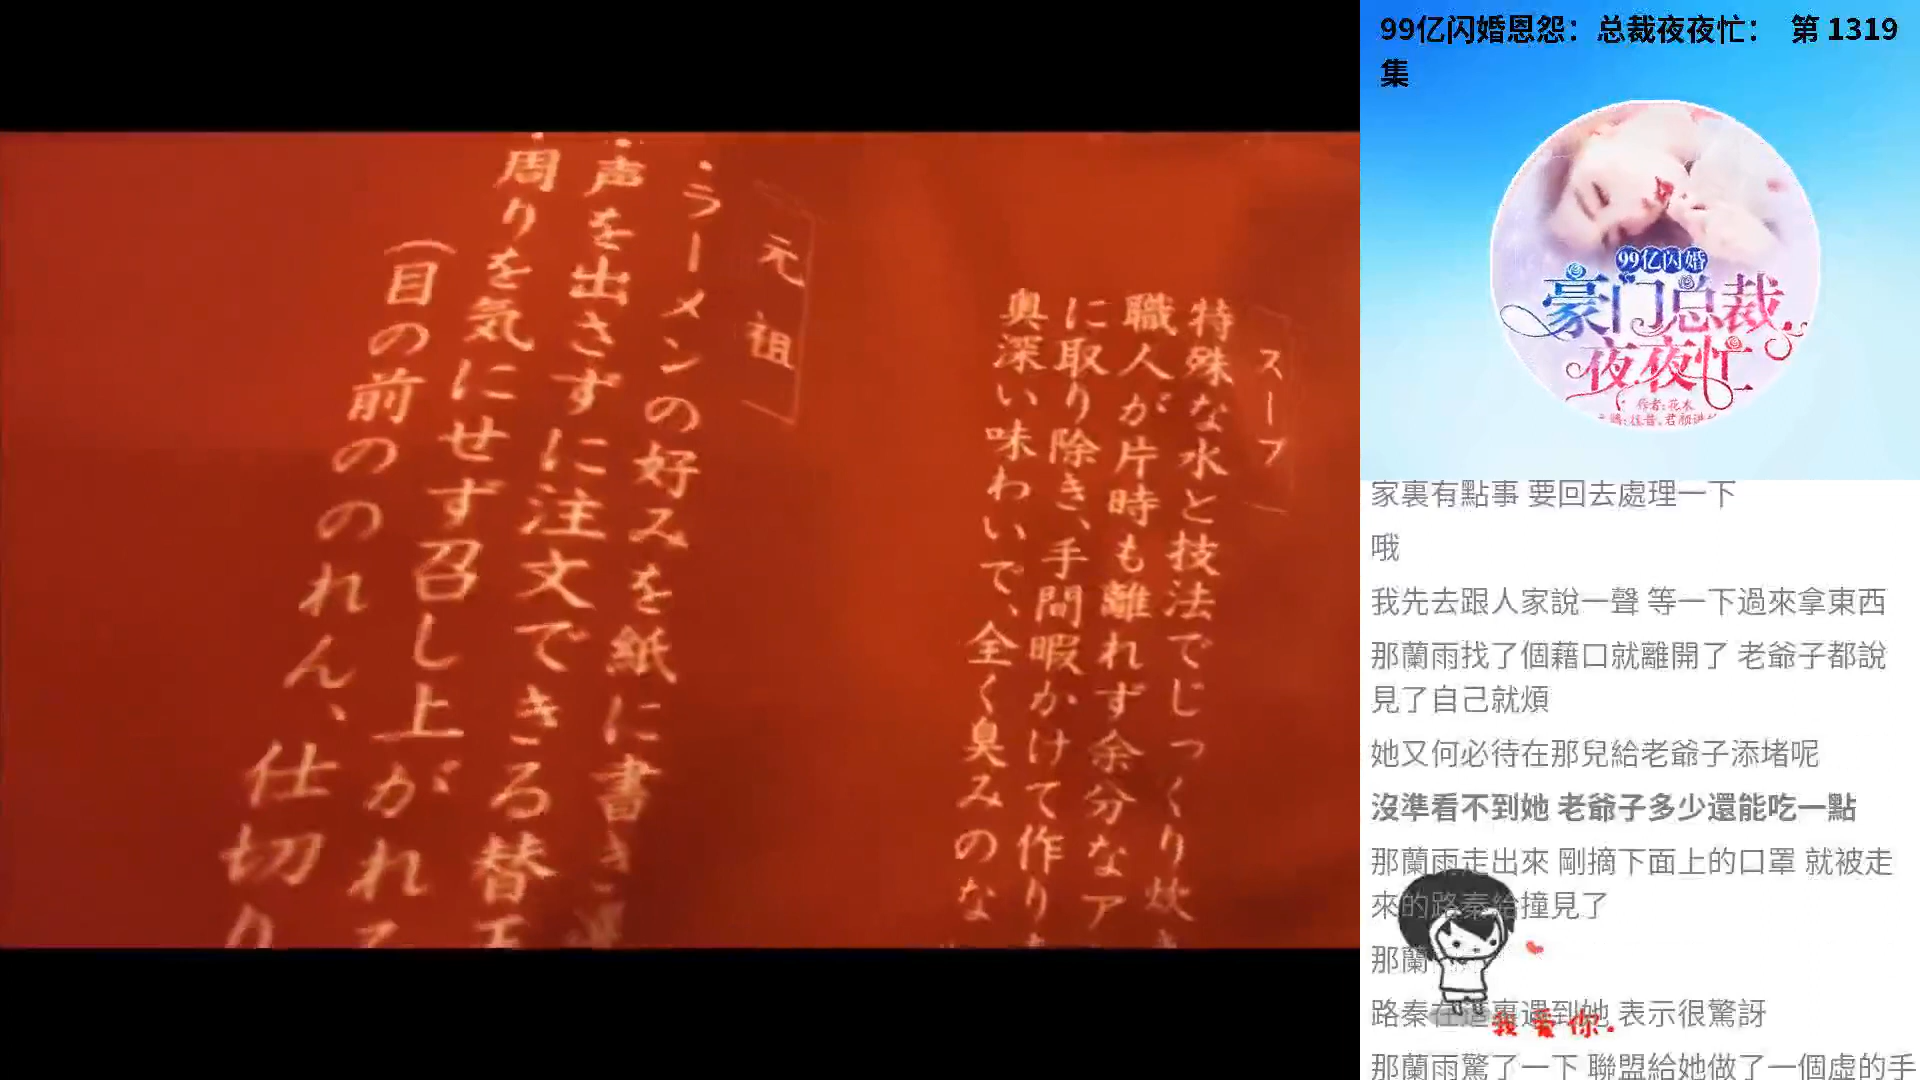 スープ
特殊な水と技法でじっくり炊き
職人が片時も離れず余分なア
に取り除き、手間暇かけて作り
奥深い味わいで、全く臭みのな
元祖
ラーメンの好みを紙に書き
声を出さずに注文できる替玉
周りを気にせず召し上がれる
(目の前ののれん、仕切り
99亿闪婚恩怨：总裁夜夜忙： 第 1319
集
99亿闪婚
豪门总裁
夜夜忙
作者:花木
家裏有點事 要回去處理一下
哦
我先去跟人家說一聲 等一下過來拿東西
那蘭雨找了個藉口就離開了 老爺子都說
見了自己就煩
她又何必待在那兒給老爺子添堵呢
沒準看不到她 老爺子多少還能吃一點
那蘭雨走出來 剛摘下面上的口罩 就被走
來的路秦給撞見了
那蘭
路秦在這裏遇到她 表示很驚訝
我爱你.
那蘭雨驚了一下 聯盟給她做了一個虛的手